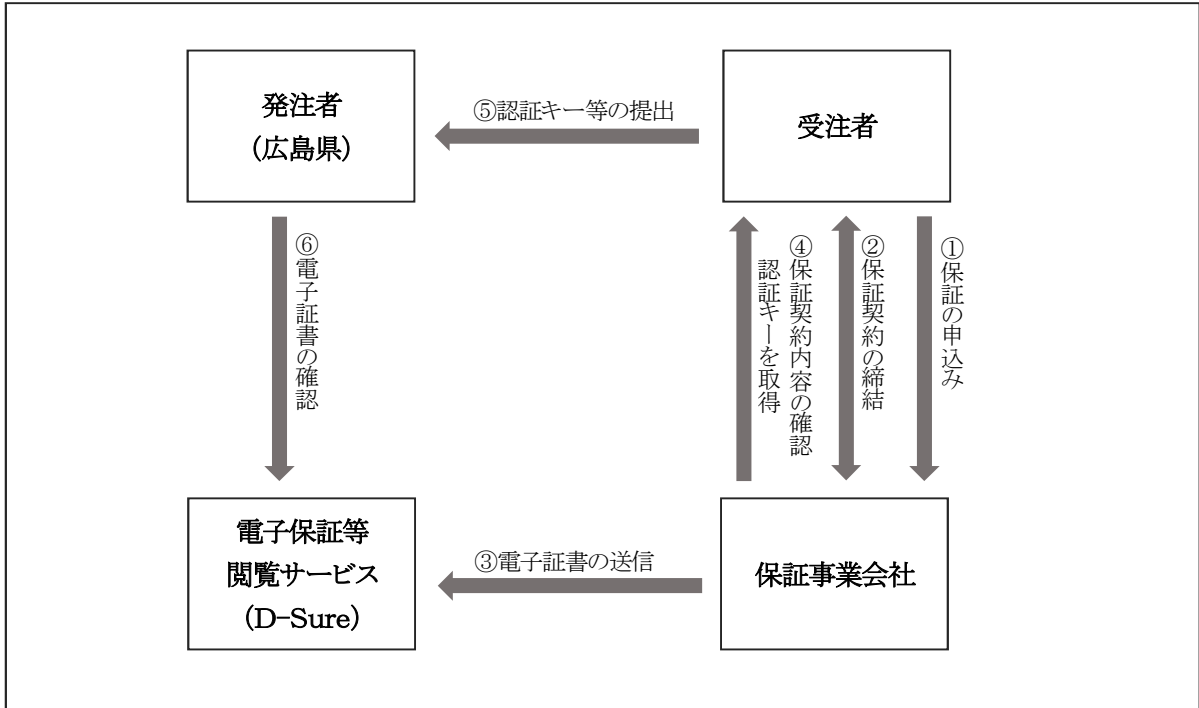 発注者
（広島県）
⑤認証キー等の提出
受注者
⑥電子証書の確認
④保証契約内容の確認
認証キーを取得
②保証契約の締結
①保証の申込み
電子保証等
閲覧サービス
（D-Sure）
③電子証書の送信
保証事業会社